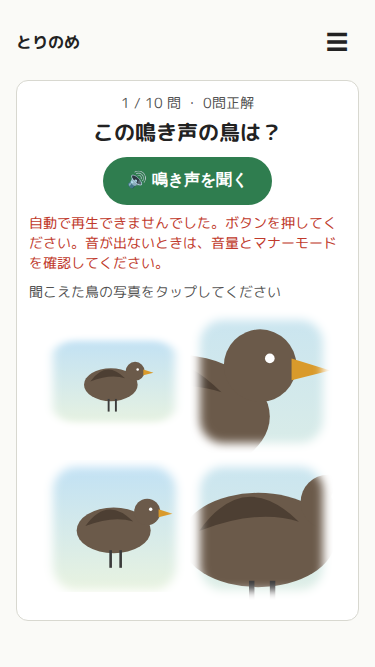 とりのめ
1 / 10 問 ・ 0問正解
この鳴き声の鳥は？
🔊 鳴き声を聞く
自動で再生できませんでした。ボタンを押してく
ださい。音が出ないときは、音量とマナーモード
を確認してください。
聞こえた鳥の写真をタップしてください